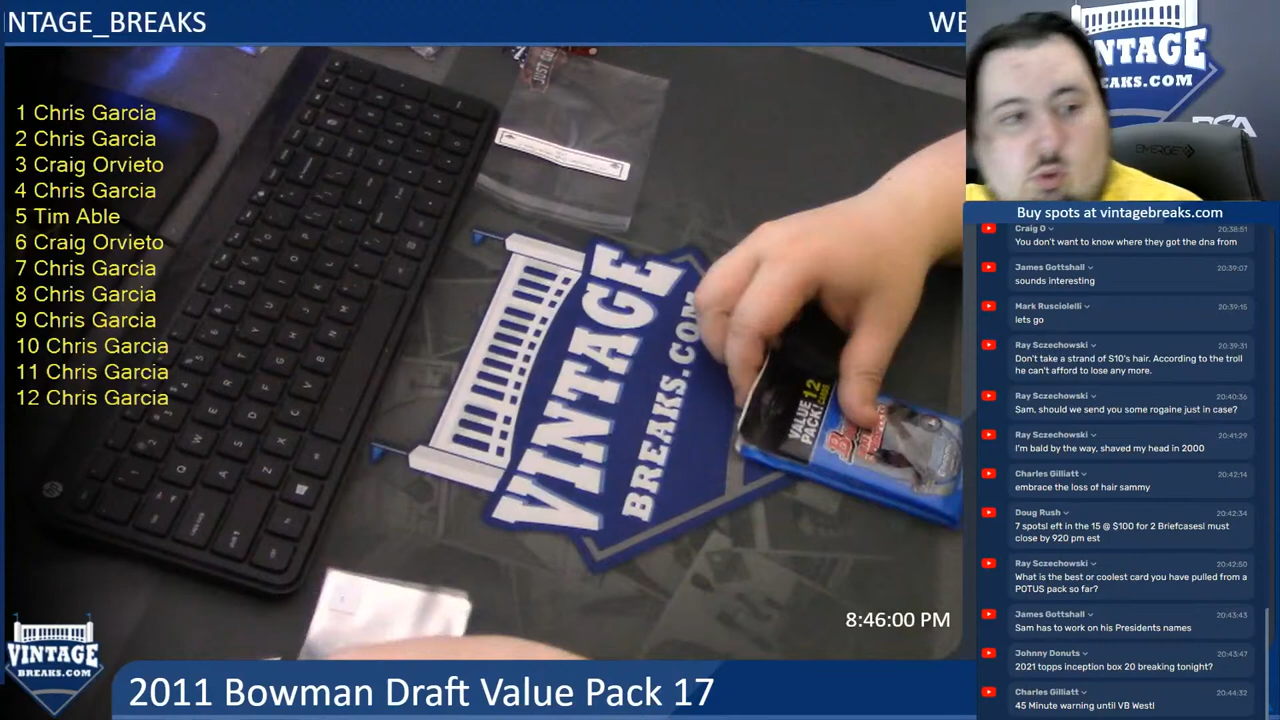 NTAGE_BREAKS
WE
1 Chris Garcia
2 Chris Garcia
3 Craig Orvieto
4 Chris Garcia
5 Tim Able
6 Craig Orvieto
7 Chris Garcia
8 Chris Garcia
9 Chris Garcia
10 Chris Garcia
11 Chris Garcia
12 Chris Garcia
JUST
VINTAGE
BREAKS.COM
VALUE 12
PACK!
8:46:00 PM
VINTAGE
BREAKS.COM
2011 Bowman Draft Value Pack 17
NTAGE
BREAKS.COM
PSA
EMERGE
Buy spots at vintagebreaks.com
Craig O 20:38:51
You don't want to know where they got the dna from
James Gottshall 20:39:07
sounds interesting
Mark Rusciolelli 20:39:15
lets go
Ray Sczechowski 20:39:31
Don't take a strand of S10's hair. According to the troll
he can't afford to lose any more.
Ray Sczechowski 20:40:36
Sam, should we send you some rogaine just in case?
Ray Sczechowski 20:41:29
I'm bald by the way, shaved my head in 2000
Charles Gilliatt 20:42:14
embrace the loss of hair sammy
Doug Rush 20:42:34
7 spotsl eft in the 15 @ $100 for 2 Briefcases! must
close by 920 pm est
Ray Sczechowski 20:42:50
What is the best or coolest card you have pulled from a
POTUS pack so far?
James Gottshall 20:43:43
Sam has to work on his Presidents names
Johnny Donuts 20:43:47
2021 topps inception box 20 breaking tonight?
Charles Gilliatt 20:44:32
45 Minute warning until VB West!